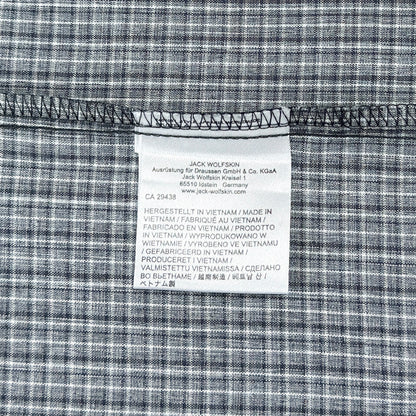 JACK WOLFSKIN
Ausrüstung für Draussen GmbH & Co. KGaA
Jack Wolfskin Kreisel 1
65510 Idstein Germany
www.jack-wolfskin.com
CA 29438
HERGESTELLT IN VIETNAM / MADE IN
VIETNAM / FABRIQUÉ AU VIETNAM /
FABRICADO EN VIETNAM / PRODOTTO
IN VIETNAM / WYPRODUKOWANO W
WIETNAMIE / VYROBENO VE VIETNAMU
/ GEFABRICEERD IN VIETNAM /
PRODUCERET I VIETNAM /
VALMISTETTU VIETNAMISSA / СДЕЛАНО
ВО ВЬЕТНАМЕ / 越南制造 / 베트남 산 /
ベトナム製